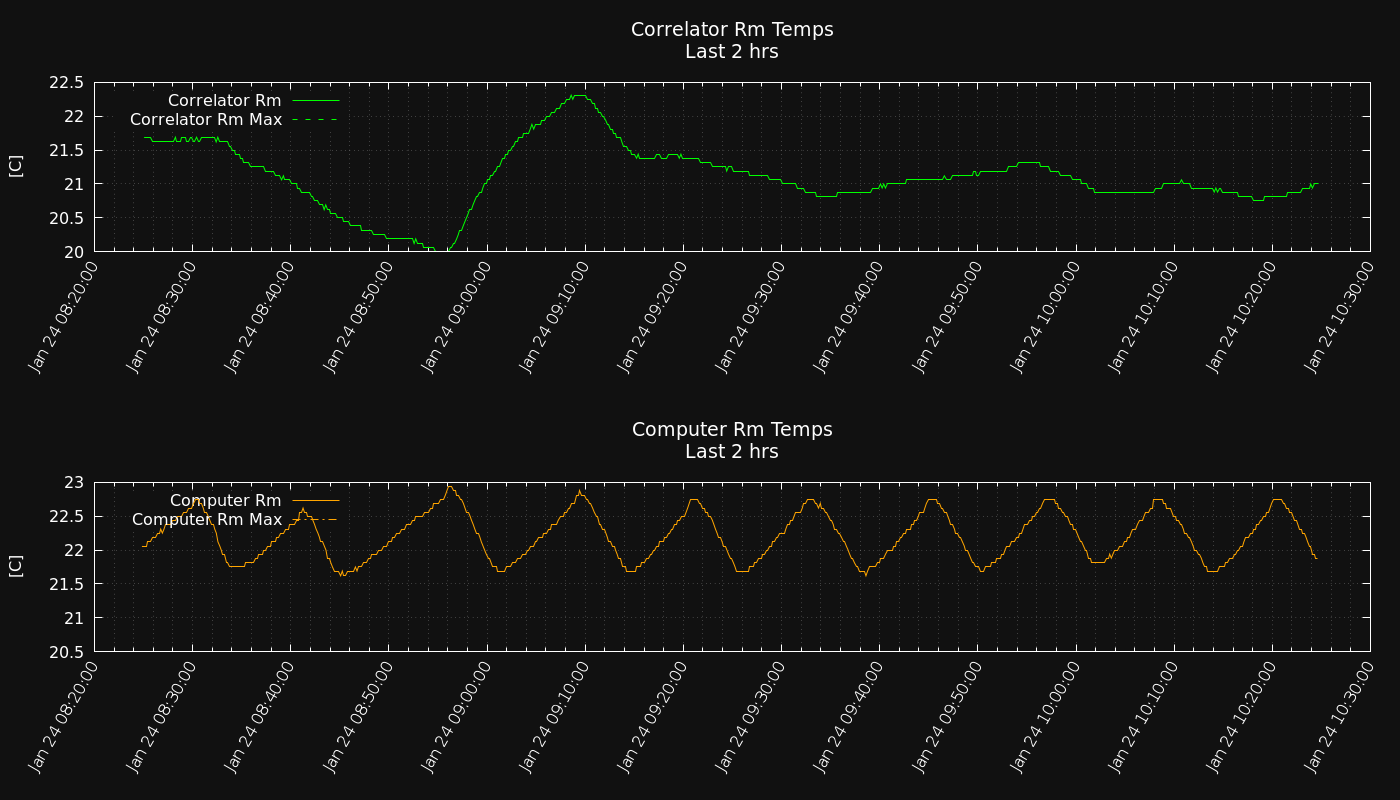 Correlator Rm Temps
Last 2 hrs
22.5
22
21.5
21
20.5
20
[C]
Correlator Rm
Correlator Rm Max
Jan 24 08:20:00
Jan 24 08:30:00
Jan 24 08:40:00
Jan 24 08:50:00
Jan 24 09:00:00
Jan 24 09:10:00
Jan 24 09:20:00
Jan 24 09:30:00
Jan 24 09:40:00
Jan 24 09:50:00
Jan 24 10:00:00
Jan 24 10:10:00
Jan 24 10:20:00
Jan 24 10:30:00
Computer Rm Temps
Last 2 hrs
23
22.5
22
21.5
21
20.5
[C]
Computer Rm
Computer Rm Max
Jan 24 08:20:00
Jan 24 08:30:00
Jan 24 08:40:00
Jan 24 08:50:00
Jan 24 09:00:00
Jan 24 09:10:00
Jan 24 09:20:00
Jan 24 09:30:00
Jan 24 09:40:00
Jan 24 09:50:00
Jan 24 10:00:00
Jan 24 10:10:00
Jan 24 10:20:00
Jan 24 10:30:00